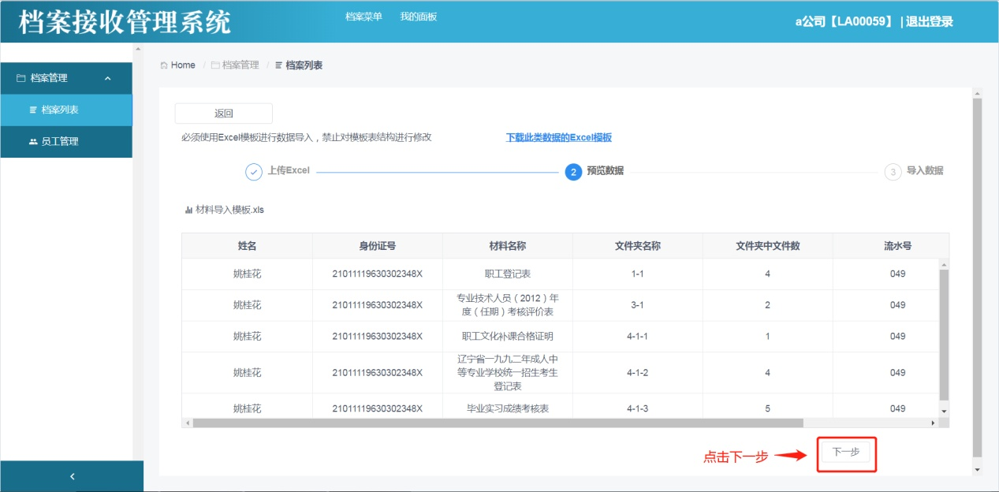 档案接收管理系统
档案菜单 我的面板
a公司【LA00059】 | 退出登录
档案管理
档案列表
员工管理
Home / 档案管理 / 档案列表
返回
必须使用Excel模板进行数据导入，禁止对模板表结构进行修改 下载此类数据的Excel模板
上传Excel 2 预览数据 3 导入数据
材料导入模板.xls
姓名 身份证号 材料名称 文件夹名称 文件夹中文件数 流水号
姚桂花 21011119630302348X 职工登记表 1-1 4 049
姚桂花 21011119630302348X 专业技术人员（2012）年 3-1 2 049
度（任期）考核评价表
姚桂花 21011119630302348X 职工文化补课合格证明 4-1-1 1 049
辽宁省一九九二年成人中
姚桂花 21011119630302348X 等专业学校统一招生考生 4-1-2 4 049
登记表
姚桂花 21011119630302348X 毕业实习成绩考核表 4-1-3 5 049
点击下一步 下一步